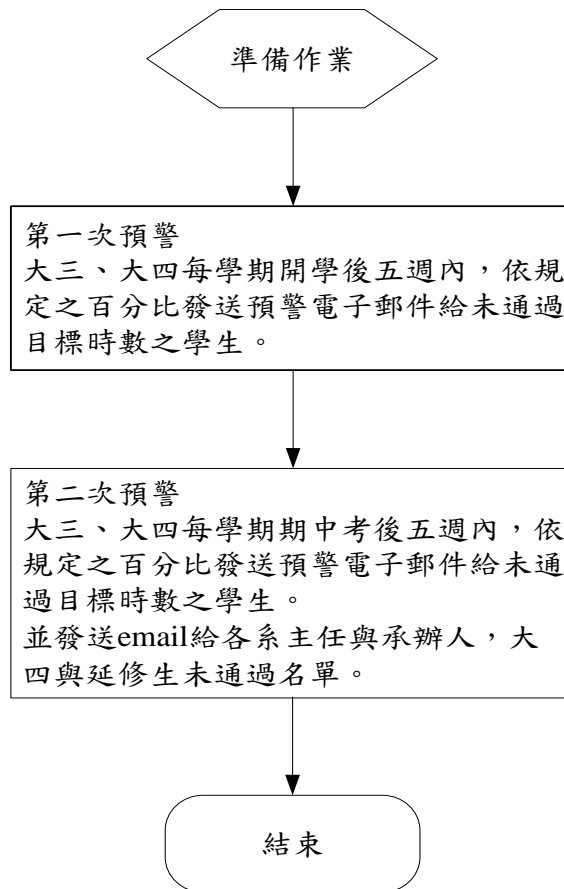 準備作業
第一次預警
大三、大四每學期開學後五週內，依規
定之百分比發送預警電子郵件給未通過
目標時數之學生。
第二次預警
大三、大四每學期期中考後五週內，依
規定之百分比發送預警電子郵件給未通
過目標時數之學生。
並發送email給各系主任與承辦人，大
四與延修生未通過名單。
結束